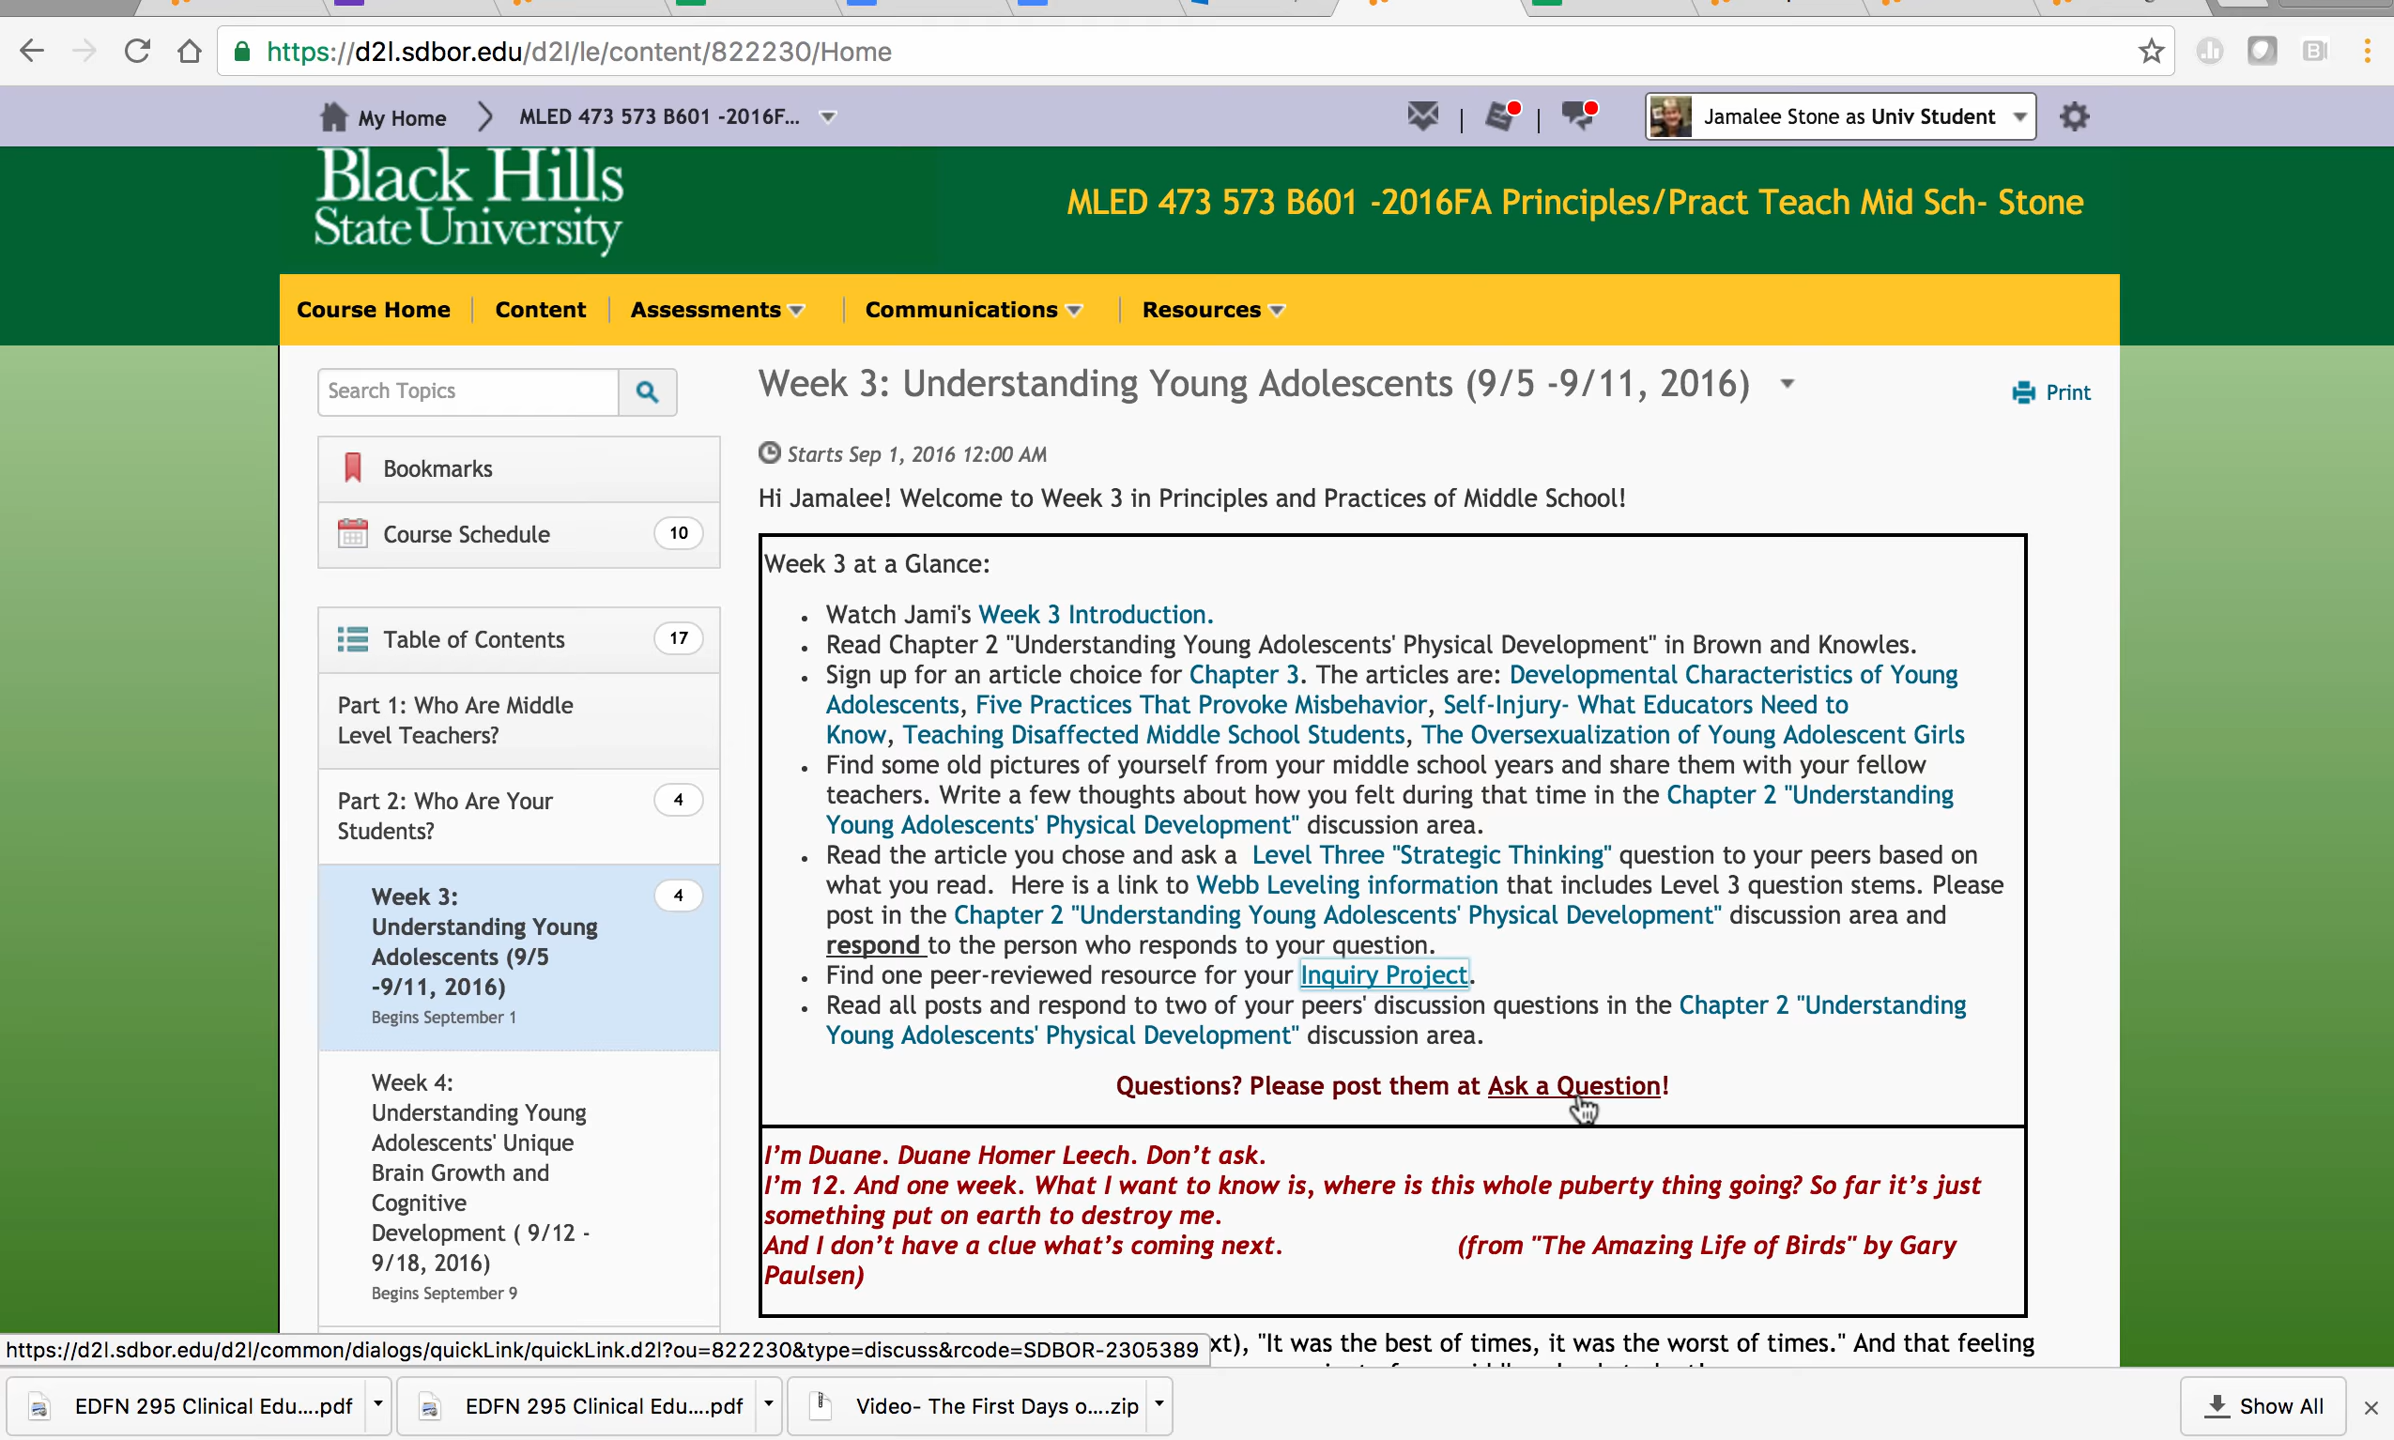 https://d2l.sdbor.edu/d2l/le/content/822230/Home
My Home
MLED 473 573 B601 -2016F...
Jamalee Stone as Univ Student
Black Hills
State University
MLED 473 573 B601 -2016FA Principles/Pract Teach Mid Sch- Stone
Course Home
Content
Assessments
Communications
Resources
Search Topics
Bookmarks
Course Schedule
10
Table of Contents
17
Part 1: Who Are Middle
Level Teachers?
Part 2: Who Are Your
Students?
4
Week 3:
Understanding Young
Adolescents (9/5
-9/11, 2016)
Begins September 1
4
Week 4:
Understanding Young
Adolescents' Unique
Brain Growth and
Cognitive
Development ( 9/12 -
9/18, 2016)
Begins September 9
Week 3: Understanding Young Adolescents (9/5 -9/11, 2016)
Print
Starts Sep 1, 2016 12:00 AM
Hi Jamalee! Welcome to Week 3 in Principles and Practices of Middle School!
Week 3 at a Glance:
Watch Jami's Week 3 Introduction.
Read Chapter 2 "Understanding Young Adolescents' Physical Development" in Brown and Knowles.
Sign up for an article choice for Chapter 3. The articles are: Developmental Characteristics of Young
Adolescents, Five Practices That Provoke Misbehavior, Self-Injury- What Educators Need to
Know, Teaching Disaffected Middle School Students, The Oversexualization of Young Adolescent Girls
Find some old pictures of yourself from your middle school years and share them with your fellow
teachers. Write a few thoughts about how you felt during that time in the Chapter 2 "Understanding
Young Adolescents' Physical Development" discussion area.
Read the article you chose and ask a Level Three "Strategic Thinking" question to your peers based on
what you read. Here is a link to Webb Leveling information that includes Level 3 question stems. Please
post in the Chapter 2 "Understanding Young Adolescents' Physical Development" discussion area and
respond to the person who responds to your question.
Find one peer-reviewed resource for your Inquiry Project.
Read all posts and respond to two of your peers' discussion questions in the Chapter 2 "Understanding
Young Adolescents' Physical Development" discussion area.
Questions? Please post them at Ask a Question!
I'm Duane. Duane Homer Leech. Don't ask.
I'm 12. And one week. What I want to know is, where is this whole puberty thing going? So far it's just
something put on earth to destroy me.
And I don't have a clue what's coming next. (from "The Amazing Life of Birds" by Gary
Paulsen)
xt), "It was the best of times, it was the worst of times." And that feeling
https://d2l.sdbor.edu/d2l/common/dialogs/quickLink/quickLink.d2l?ou=822230&type=discuss&rcode=SDBOR-2305389
EDFN 295 Clinical Edu....pdf
EDFN 295 Clinical Edu....pdf
Video- The First Days o....zip
Show All